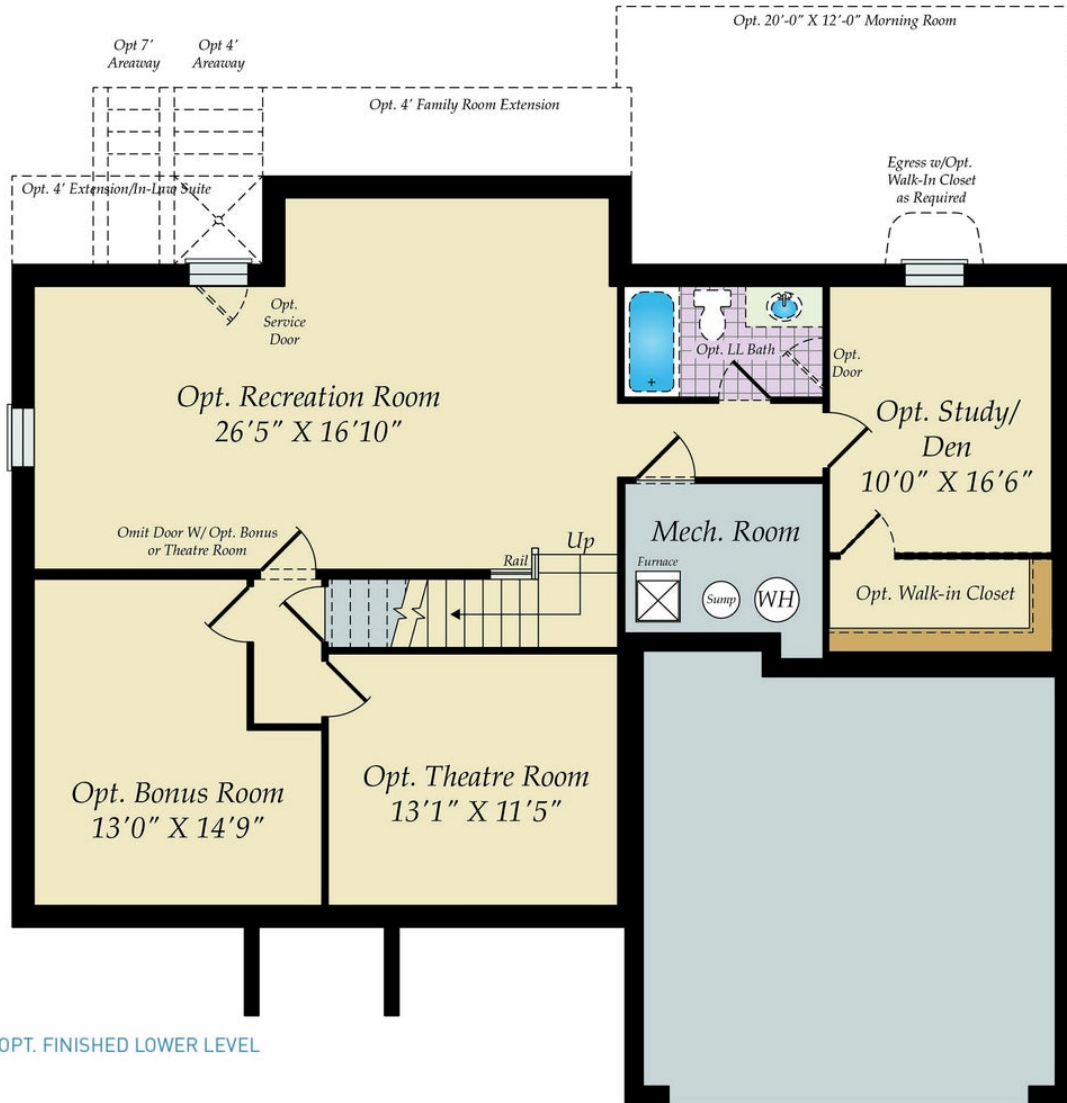 Opt. 20'-0" X 12'-0" Morning Room
Opt 7'
Areaway
Opt 4'
Areaway
Opt. 4' Family Room Extension
Opt. 4' Extension/In-Law Suite
Egress w/Opt.
Walk-In Closet
as Required
Opt.
Service
Door
Opt. LL Bath
Opt.
Door
Opt. Recreation Room
26'5" X 16'10"
Opt. Study/
Den
10'0" X 16'6"
Omit Door W/ Opt. Bonus
or Theatre Room
Rail
Up
Mech. Room
Furnace
Sump
WH
Opt. Walk-in Closet
Opt. Bonus Room
13'0" X 14'9"
Opt. Theatre Room
13'1" X 11'5"
OPT. FINISHED LOWER LEVEL